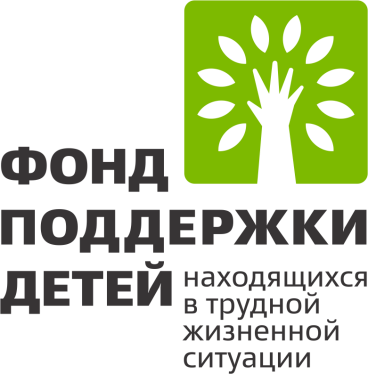 ФОНД
ПОДДЕРЖКИ
ДЕТЕЙ
находящихся
в трудной
жизненной
ситуации